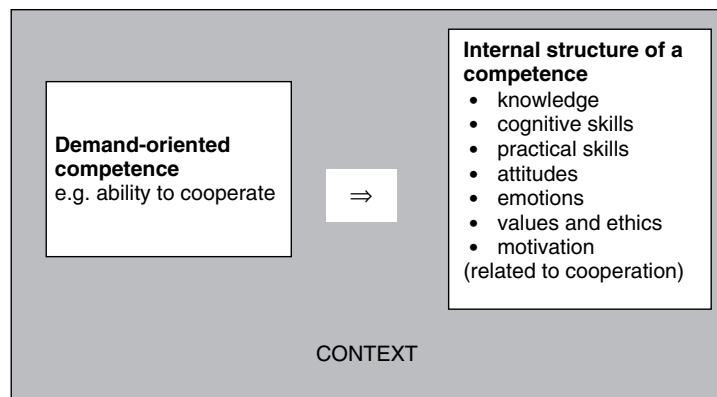 Demand-oriented
competence
e.g. ability to cooperate
⇒
Internal structure of a
competence
• knowledge
• cognitive skills
• practical skills
• attitudes
• emotions
• values and ethics
• motivation
(related to cooperation)
CONTEXT